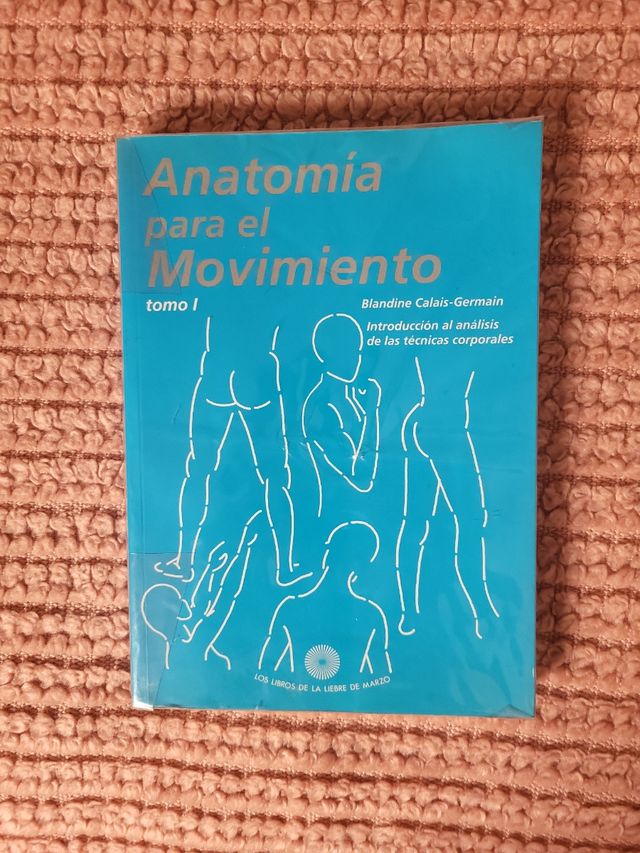 Anatomía
para el
Movimiento
tomo I
Blandine Calais-Germain
Introducción al análisis
de las técnicas corporales
LOS LIBROS DE LA LIEBRE DE MARZO